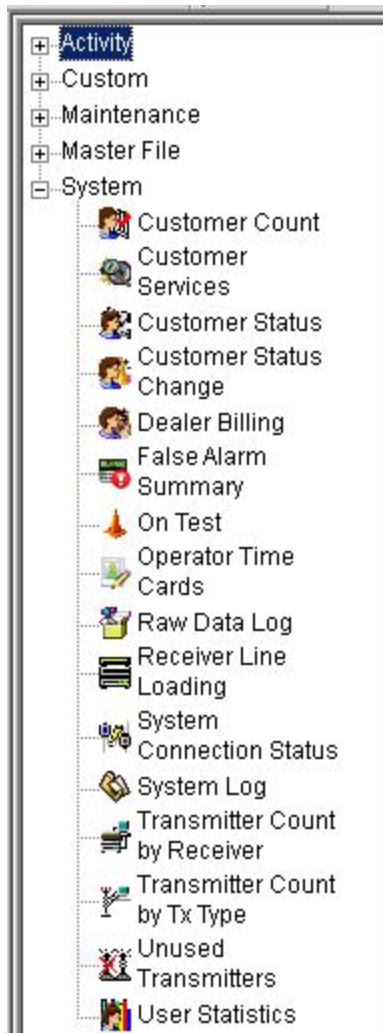 Activity
Custom
Maintenance
Master File
System
Customer Count
Customer
Services
Customer Status
Customer Status
Change
Dealer Billing
False Alarm
Summary
On Test
Operator Time
Cards
Raw Data Log
Receiver Line
Loading
System
Connection Status
System Log
Transmitter Count
by Receiver
Transmitter Count
by Tx Type
Unused
Transmitters
User Statistics